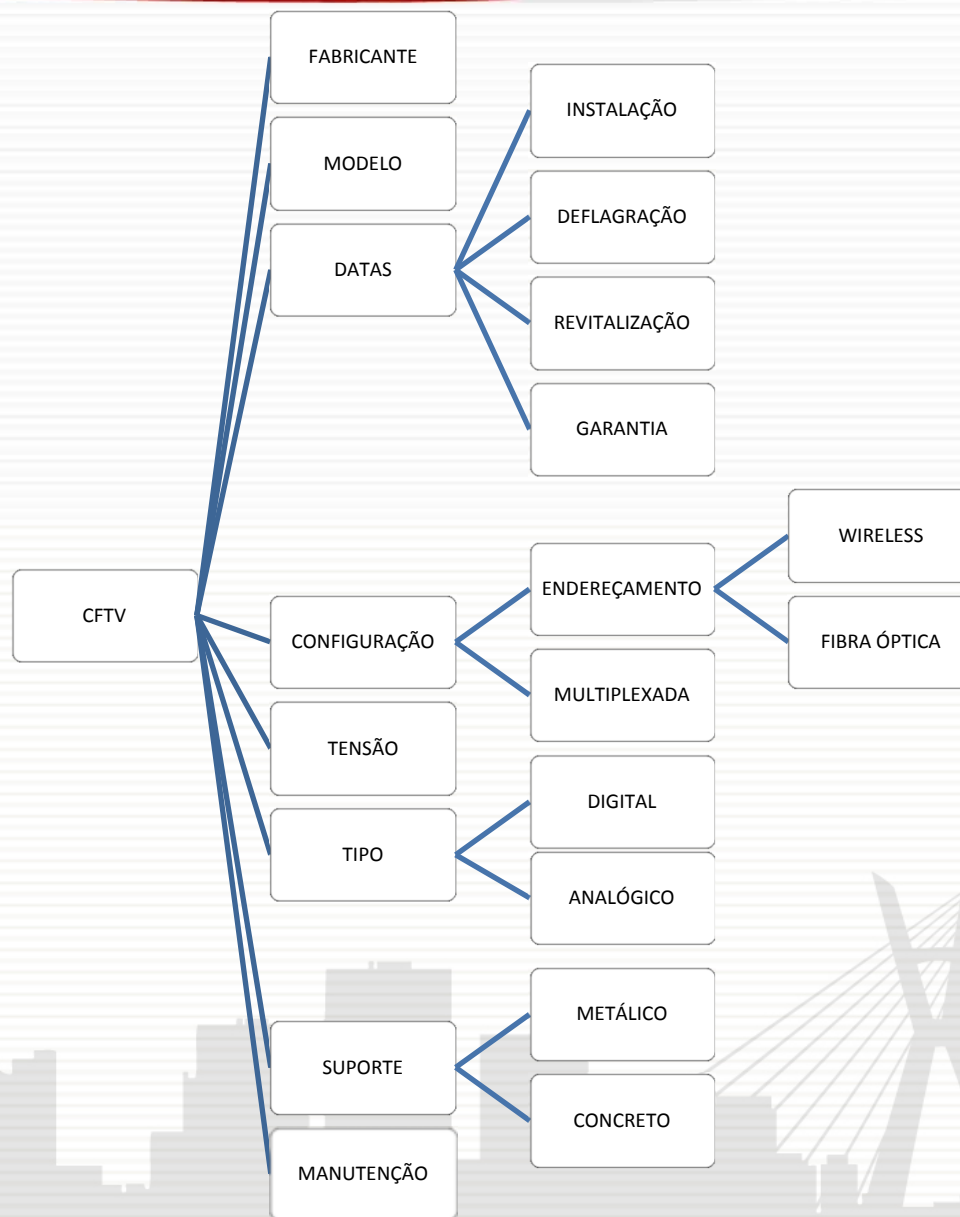 FABRICANTE
INSTALAÇÃO
MODELO
DEFLAGRAÇÃO
DATAS
REVITALIZAÇÃO
GARANTIA
WIRELESS
ENDEREÇAMENTO
CFTV
CONFIGURAÇÃO
FIBRA ÓPTICA
MULTIPLEXADA
TENSÃO
DIGITAL
TIPO
ANALÓGICO
METÁLICO
SUPORTE
CONCRETO
MANUTENÇÃO